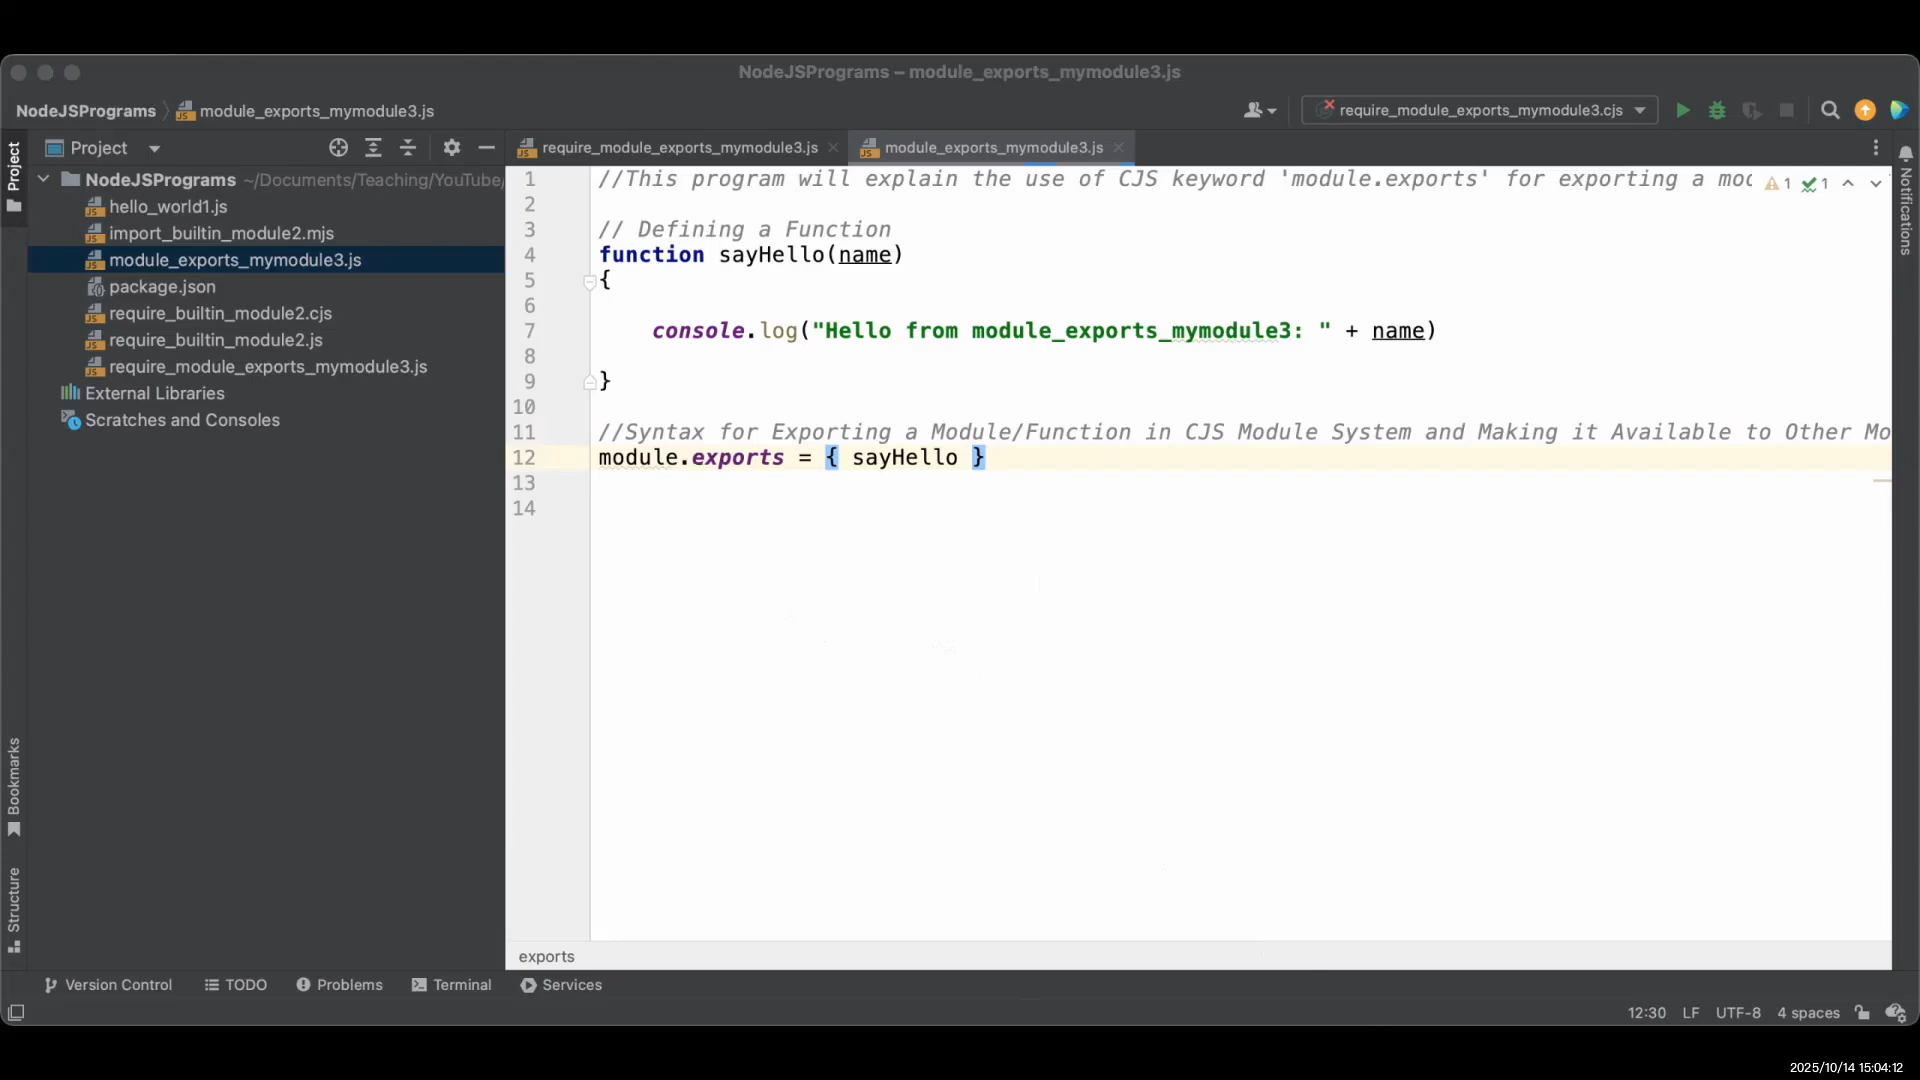 NodeJSPrograms – module_exports_mymodule3.js
NodeJSPrograms
module_exports_mymodule3.js
require_module_exports_mymodule3.cjs
Project
Project
require_module_exports_mymodule3.js
module_exports_mymodule3.js
NodeJSPrograms ~/Documents/Teaching/YouTube/
hello_world1.js
import_builtin_module2.mjs
module_exports_mymodule3.js
package.json
require_builtin_module2.cjs
require_builtin_module2.js
require_module_exports_mymodule3.js
External Libraries
Scratches and Consoles
1 //This program will explain the use of CJS keyword 'module.exports' for exporting a mod
1 1
2
3 // Defining a Function
4 function sayHello(name)
5 {
6
7 console.log("Hello from module_exports_mymodule3: " + name)
8
9 }
10
11 //Syntax for Exporting a Module/Function in CJS Module System and Making it Available to Other Mo
12 module.exports = { sayHello }
13
14
Notifications
Bookmarks
Structure
exports
Version Control
TODO
Problems
Terminal
Services
12:30 LF UTF-8 4 spaces
2025/10/14 15:04:12